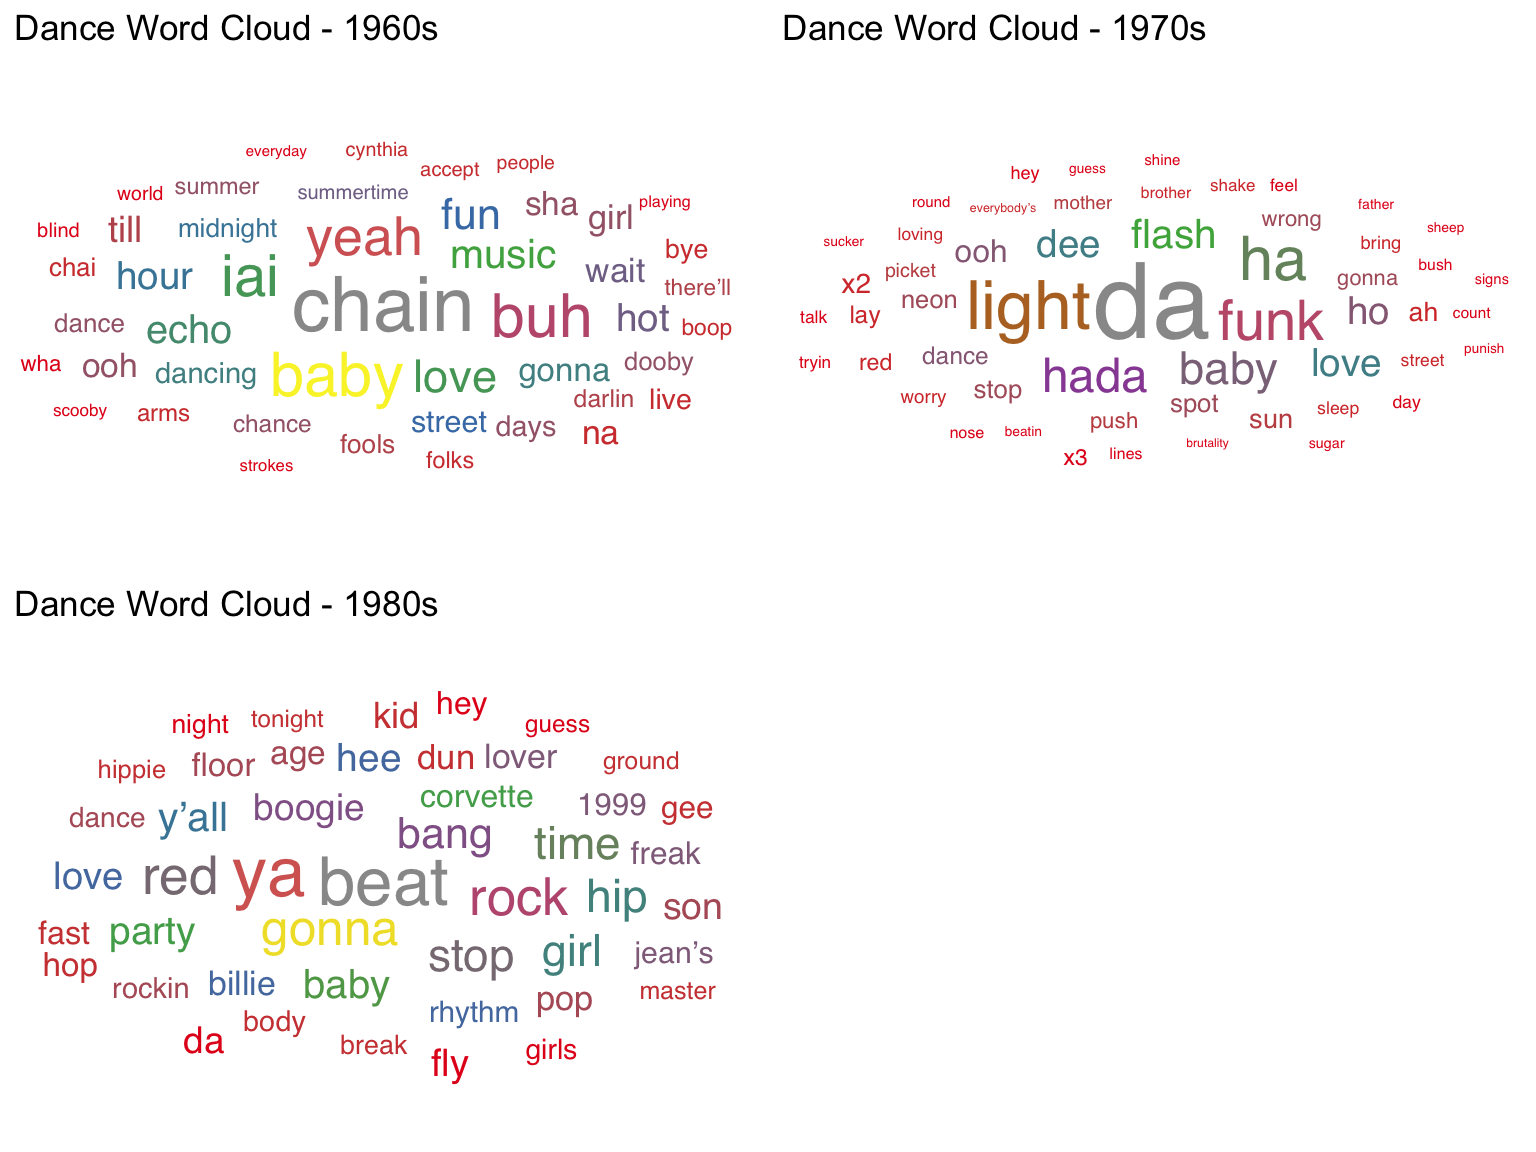 Dance Word Cloud - 1960s
everyday cynthia
accept people
world summer summertime
blind till midnight yeah fun sha girl playing
chai hour iai music wait bye
chain buh hot there'll
dance echo boop
wha ooh dancing baby love gonna dooby
scooby arms darlin live
chance street days na
fools folks
strokes
Dance Word Cloud - 1970s
hey guess shine
round everybody's mother brother shake feel
sucker loving ooh dee flash wrong father sheep
x2 picket ha bring bush
neon light da gonna signs
talk lay funk ho ah count
tryin red dance hada baby love street punish
worry stop spot sleep day
nose beatin push sun
x3 lines brutality sugar
Dance Word Cloud - 1980s
night tonight kid hey guess
hippie floor age hee dun lover ground
dance y'all boogie corvette 1999 gee
bang time freak
love red ya beat rock hip son
fast party gonna stop girl jean's
hop
rockin billie baby rhythm pop master
da body break fly girls